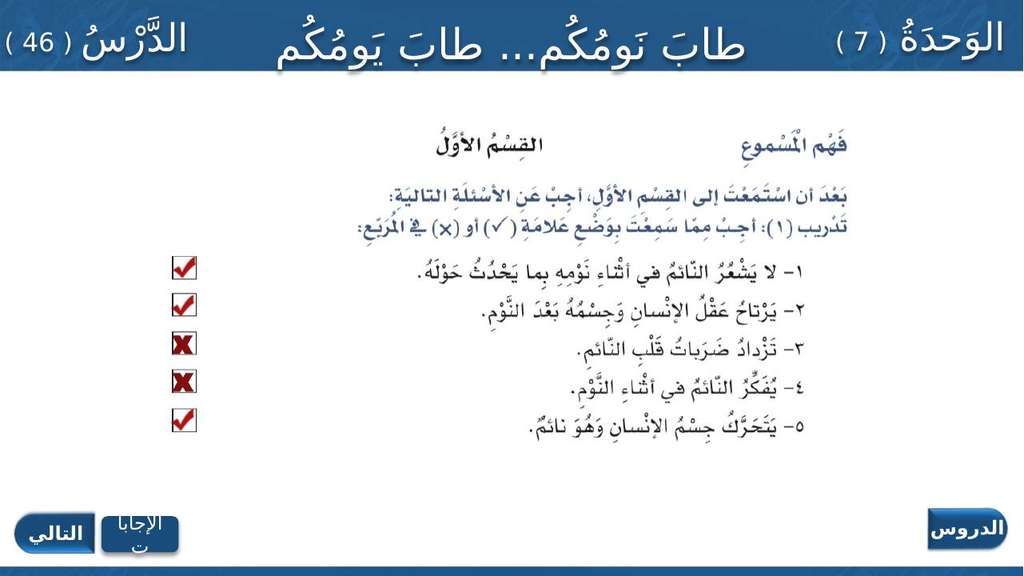 الوَحدَةُ ( 7 )
طابَ نَومُكُم... طابَ يَومُكُم
الدَّرْسُ ( 46 )
فَهْم الْمَسْموعِ
القِسْمُ الأوَّلُ
بَعْدَ أن اسْتَمَعْتَ إلى القِسْمِ الأوَّلِ، أجِبْ عَنِ الأسْئلَةِ التاليَةِ:
تَدْريب (١): أجِبْ مِمّا سَمِعْتَ بِوَضْعِ عَلامَةِ (✓) أو (×) في الْمُرَبّعِ:
١- لا يَشْعُرُ النّائمُ في أثْناءِ نَوْمِهِ بِما يَحْدُثُ حَوْلَهُ.
٢- يَرْتاحُ عَقْلُ الإنْسانِ وَجِسْمُهُ بَعْدَ النَّوْمِ.
٣- تَزْدادُ ضَرَباتُ قَلْبِ النّائمِ.
٤- يُفَكِّرُ النّائمُ في أثْناءِ النَّوْمِ.
٥- يَتَحَرَّكُ جِسْمُ الإنْسانِ وَهُوَ نائمٌ.
الدروس
الإجابا
ت
التالي